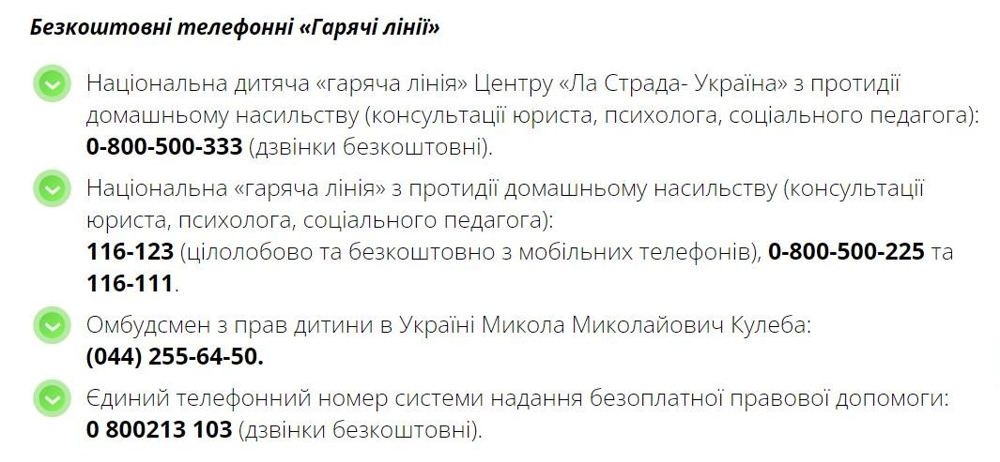 Безкоштовні телефонні «Гарячі лінії»
Національна дитяча «гаряча лінія» Центру «Ла Страда- Україна» з протидії
домашньому насильству (консультації юриста, психолога, соціального педагога):
0-800-500-333 (дзвінки безкоштовні).
Національна «гаряча лінія» з протидії домашньому насильству (консультації
юриста, психолога, соціального педагога):
116-123 (цілолобово та безкоштовно з мобільних телефонів), 0-800-500-225 та
116-111.
Омбудсмен з прав дитини в Україні Микола Миколайович Кулеба:
(044) 255-64-50.
Єдиний телефонний номер системи надання безоплатної правової допомоги:
0 800213 103 (дзвінки безкоштовні).